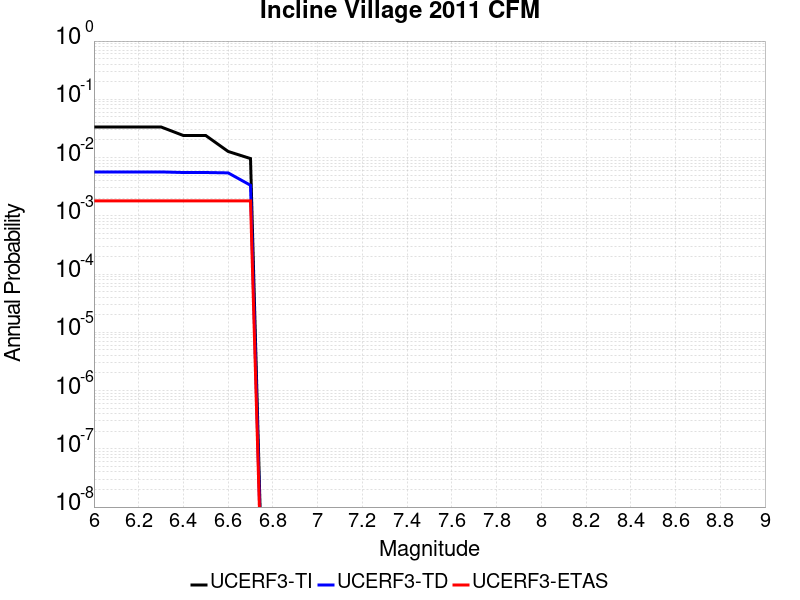 Incline Village 2011 CFM
10^0
10^-1
10^-2
10^-3
10^-4
10^-5
10^-6
10^-7
10^-8
Annual Probability
6 6.2 6.4 6.6 6.8 7 7.2 7.4 7.6 7.8 8 8.2 8.4 8.6 8.8 9
Magnitude
UCERF3-TI UCERF3-TD UCERF3-ETAS